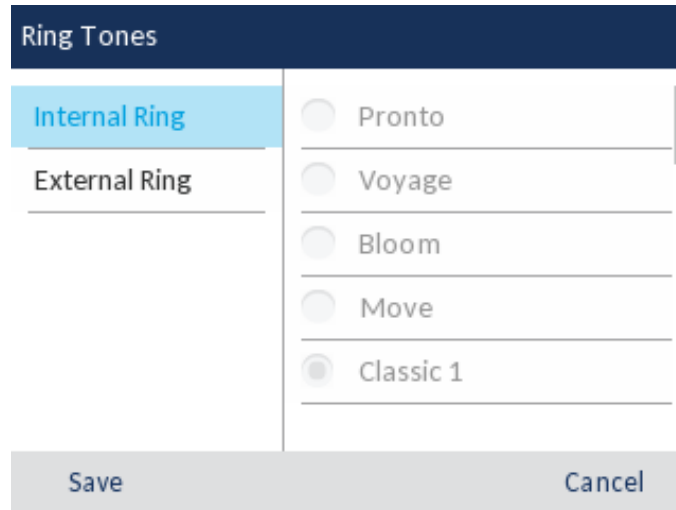 Ring Tones
Internal Ring
External Ring
Pronto
Voyage
Bloom
Move
Classic 1
Save
Cancel